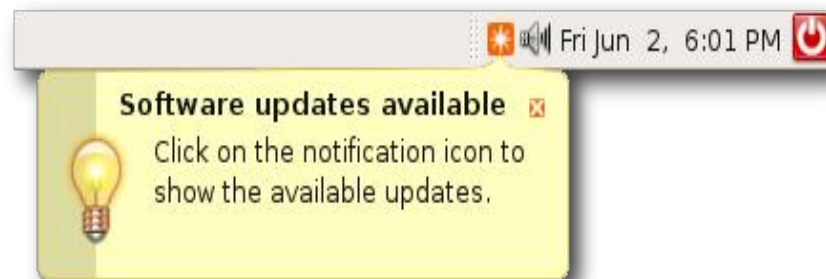 Fri Jun 2, 6:01 PM
Software updates available
Click on the notification icon to
show the available updates.